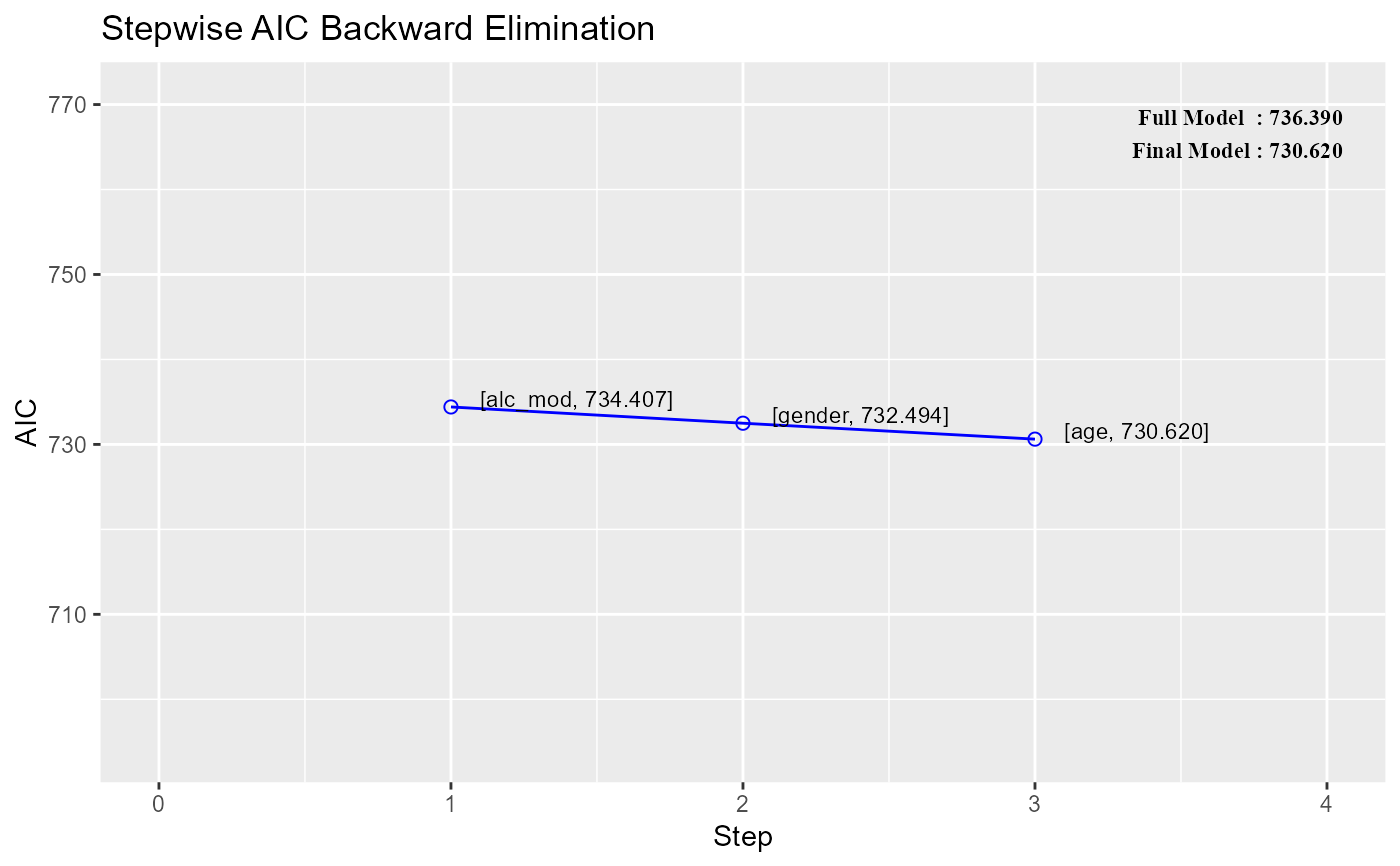 Stepwise AIC Backward Elimination
770
Full Model : 736.390
Final Model : 730.620
750
[alc_mod, 734.407]
[gender, 732.494]
[age, 730.620]
730
710
AIC
0 1 2 3 4
Step